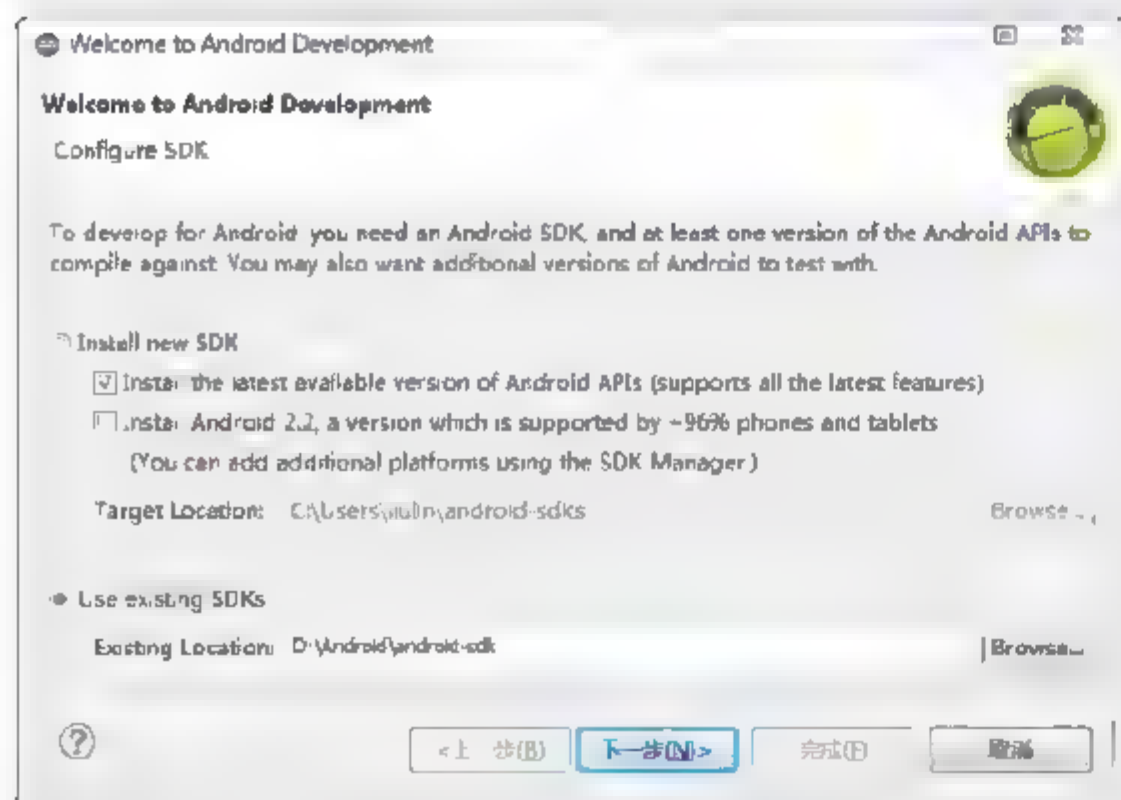 Welcome to Android Development
Welcome to Android Development
Configure SDK
To develop for Android you need an Android SDK, and at least one version of the Android APIs to
compile against. You may also want additional versions of Android to test with.
Install new SDK
Install the latest available version of Android APIs (supports all the latest features)
Install Android 2.2, a version which is supported by ~96% phones and tablets
(You can add additional platforms using the SDK Manager.)
Target Location: android-sdks Browse...
Use existing SDKs
Existing Location: D:\Android\android-sdk Browse...
<上一步(B) 下一步(N)> 完成(F) 取消